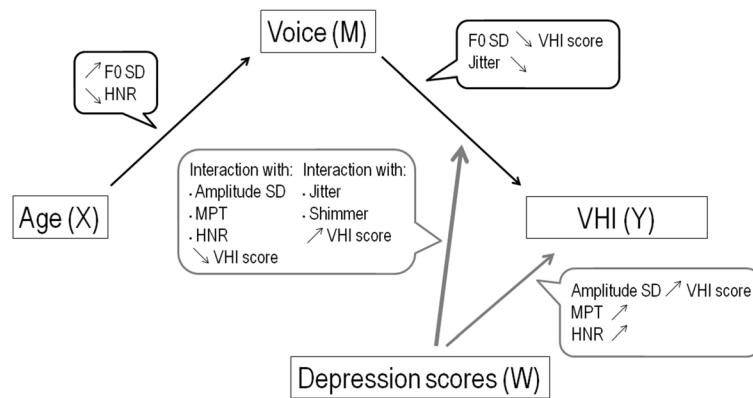 Voice (M)
↗ F0 SD
↘ HNR
F0 SD ↘ VHI score
Jitter ↘
Interaction with:
· Amplitude SD
· MPT
· HNR
↘ VHI score
Interaction with:
· Jitter
· Shimmer
↗ VHI score
Age (X)
VHI (Y)
Amplitude SD ↗ VHI score
MPT ↗
HNR ↗
Depression scores (W)